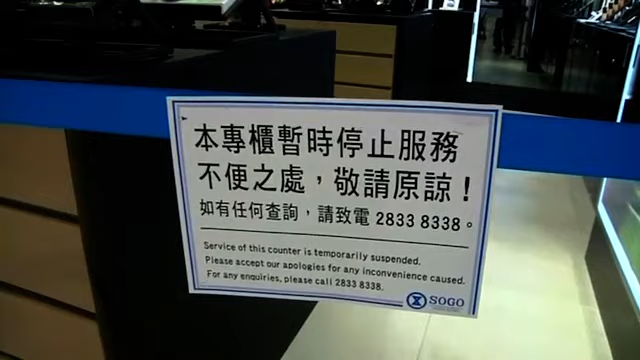 本專櫃暫時停止服務
不便之處，敬請原諒！
如有任何查詢，請致電 2833 8338。
Service of this counter is temporarily suspended.
Please accept our apologies for any inconvenience caused.
For any enquiries, please call 2833 8338.
SOGO